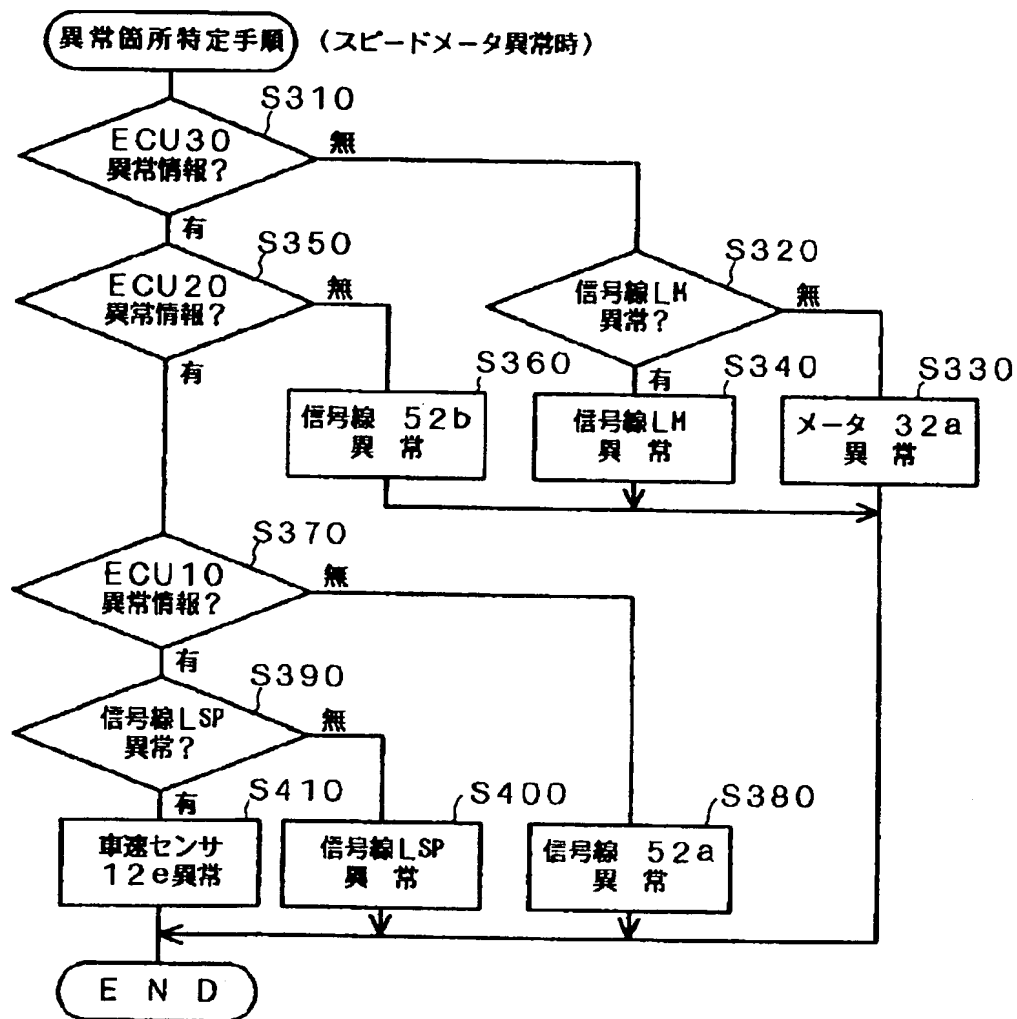 異常箇所特定手順 (スピードメータ異常時)
S310
ECU30
異常情報?
無
有
S350
ECU20
異常情報?
無
有
S320
信号線LM
異常?
無
有
S360
信号線 52b
異 常
S340
信号線LM
異 常
S330
メータ 32a
異 常
S370
ECU10
異常情報?
無
有
S390
信号線LSP
異常?
無
有
S410
車速センサ
12e異常
S400
信号線LSP
異 常
S380
信号線 52a
異 常
END